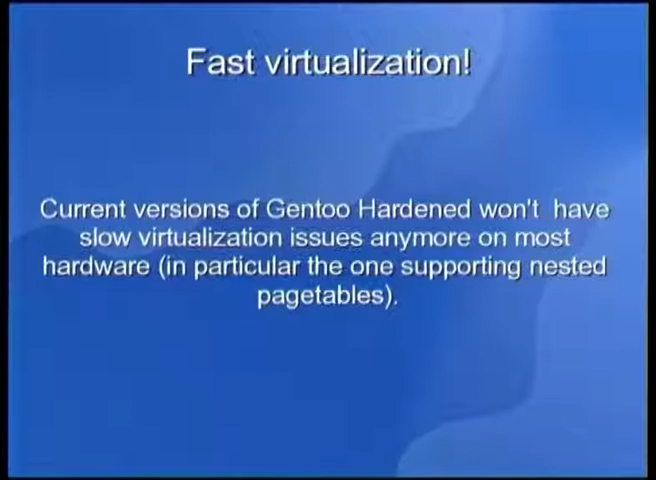 Fast virtualization!
Current versions of Gentoo Hardened won't  have
slow virtualization issues anymore on most
hardware (in particular the one supporting nested
pagetables).